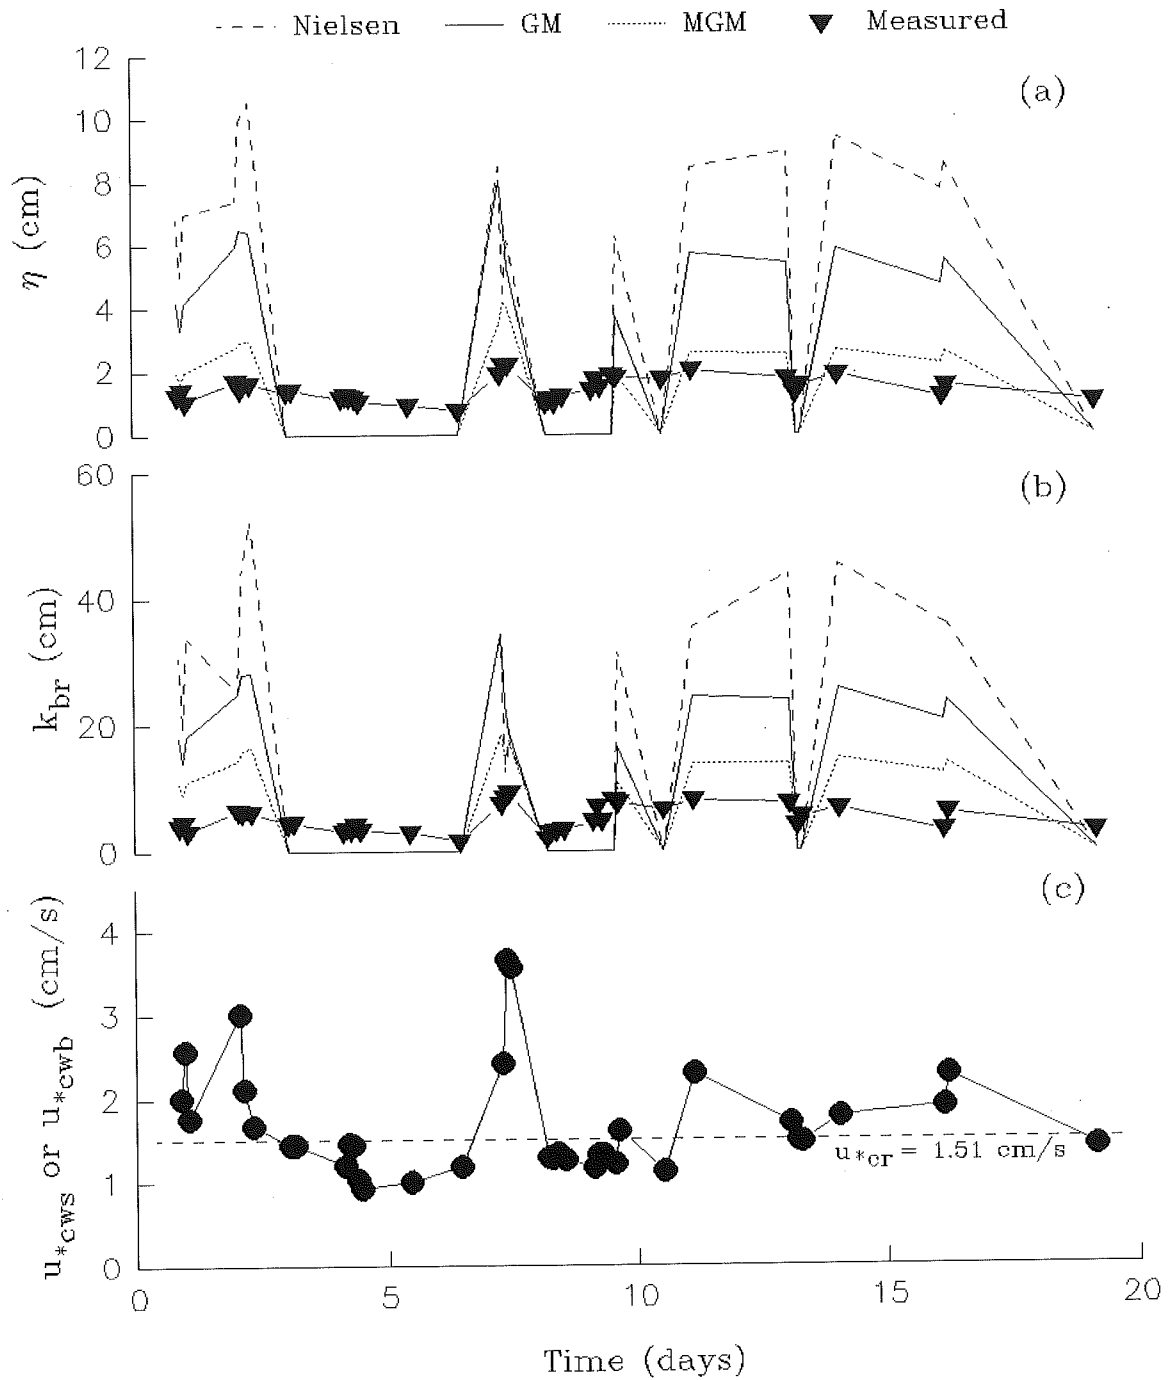 Nielsen GM MGM Measured
(a)
12
10
8
6
4
2
0
η (cm)
(b)
60
40
20
0
k_br (cm)
(c)
4
3
2
1
0
u_*cws or u_*cwb (cm/s)
u_*cr = 1.51 cm/s
0 5 10 15 20
Time (days)